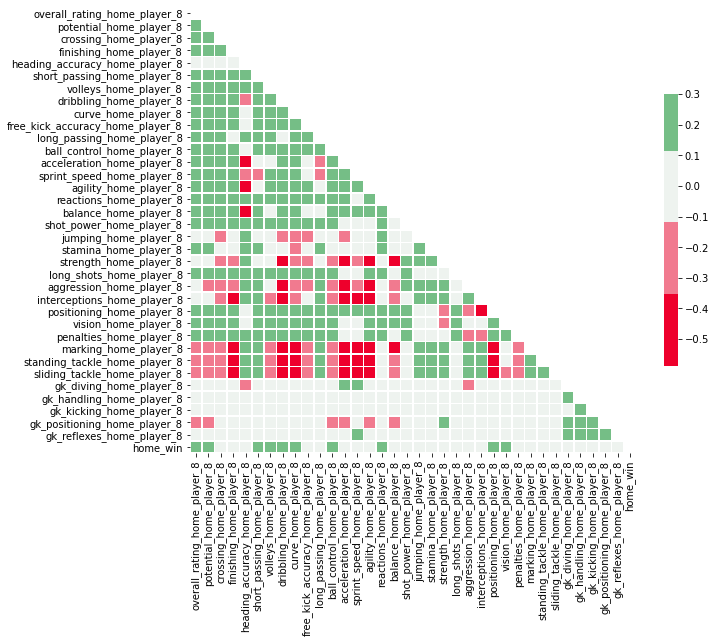 overall_rating_home_player_8
potential_home_player_8
crossing_home_player_8
finishing_home_player_8
heading_accuracy_home_player_8
short_passing_home_player_8
volleys_home_player_8
dribbling_home_player_8
curve_home_player_8
free_kick_accuracy_home_player_8
long_passing_home_player_8
ball_control_home_player_8
acceleration_home_player_8
sprint_speed_home_player_8
agility_home_player_8
reactions_home_player_8
balance_home_player_8
shot_power_home_player_8
jumping_home_player_8
stamina_home_player_8
strength_home_player_8
long_shots_home_player_8
aggression_home_player_8
interceptions_home_player_8
positioning_home_player_8
vision_home_player_8
penalties_home_player_8
marking_home_player_8
standing_tackle_home_player_8
sliding_tackle_home_player_8
gk_diving_home_player_8
gk_handling_home_player_8
gk_kicking_home_player_8
gk_positioning_home_player_8
gk_reflexes_home_player_8
home_win
overall_rating_home_player_8
potential_home_player_8
crossing_home_player_8
finishing_home_player_8
heading_accuracy_home_player_8
short_passing_home_player_8
volleys_home_player_8
dribbling_home_player_8
curve_home_player_8
free_kick_accuracy_home_player_8
long_passing_home_player_8
ball_control_home_player_8
acceleration_home_player_8
sprint_speed_home_player_8
agility_home_player_8
reactions_home_player_8
balance_home_player_8
shot_power_home_player_8
jumping_home_player_8
stamina_home_player_8
strength_home_player_8
long_shots_home_player_8
aggression_home_player_8
interceptions_home_player_8
positioning_home_player_8
vision_home_player_8
penalties_home_player_8
marking_home_player_8
standing_tackle_home_player_8
sliding_tackle_home_player_8
gk_diving_home_player_8
gk_handling_home_player_8
gk_kicking_home_player_8
gk_positioning_home_player_8
gk_reflexes_home_player_8
home_win
0.3
0.2
0.1
0.0
−0.1
−0.2
−0.3
−0.4
−0.5